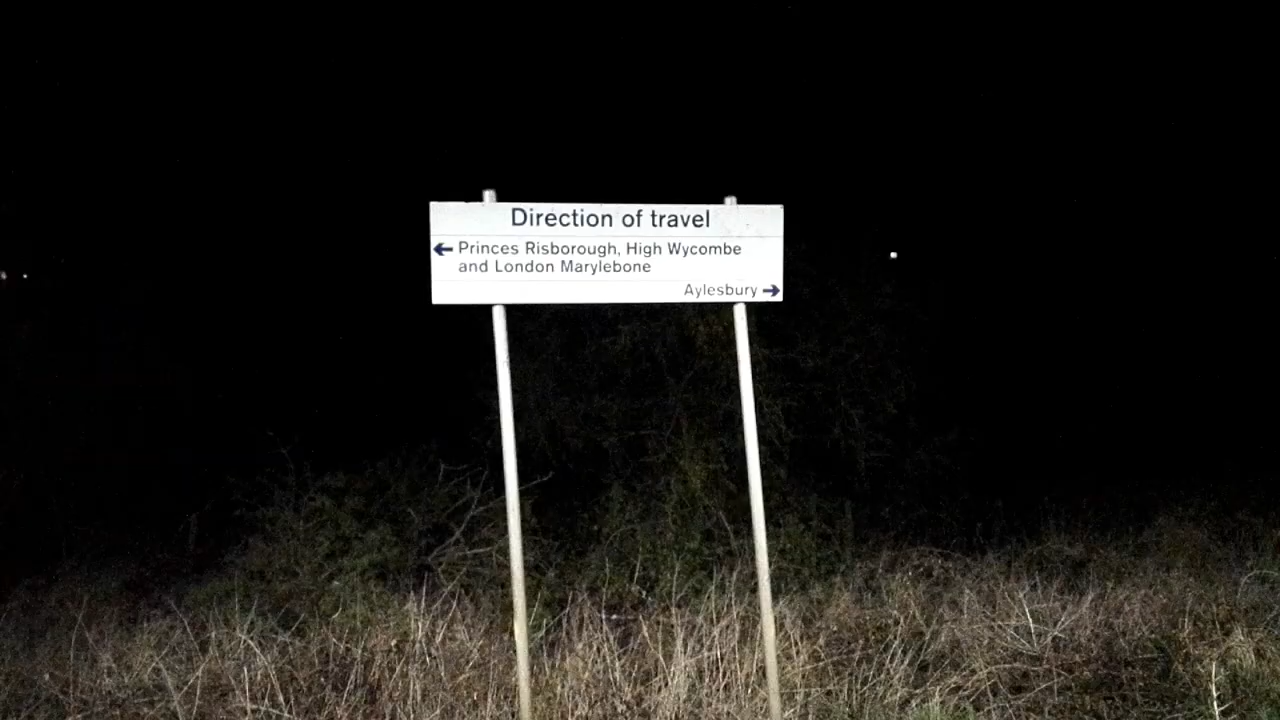 Direction of travel
← Princes Risborough, High Wycombe
and London Marylebone
Aylesbury →